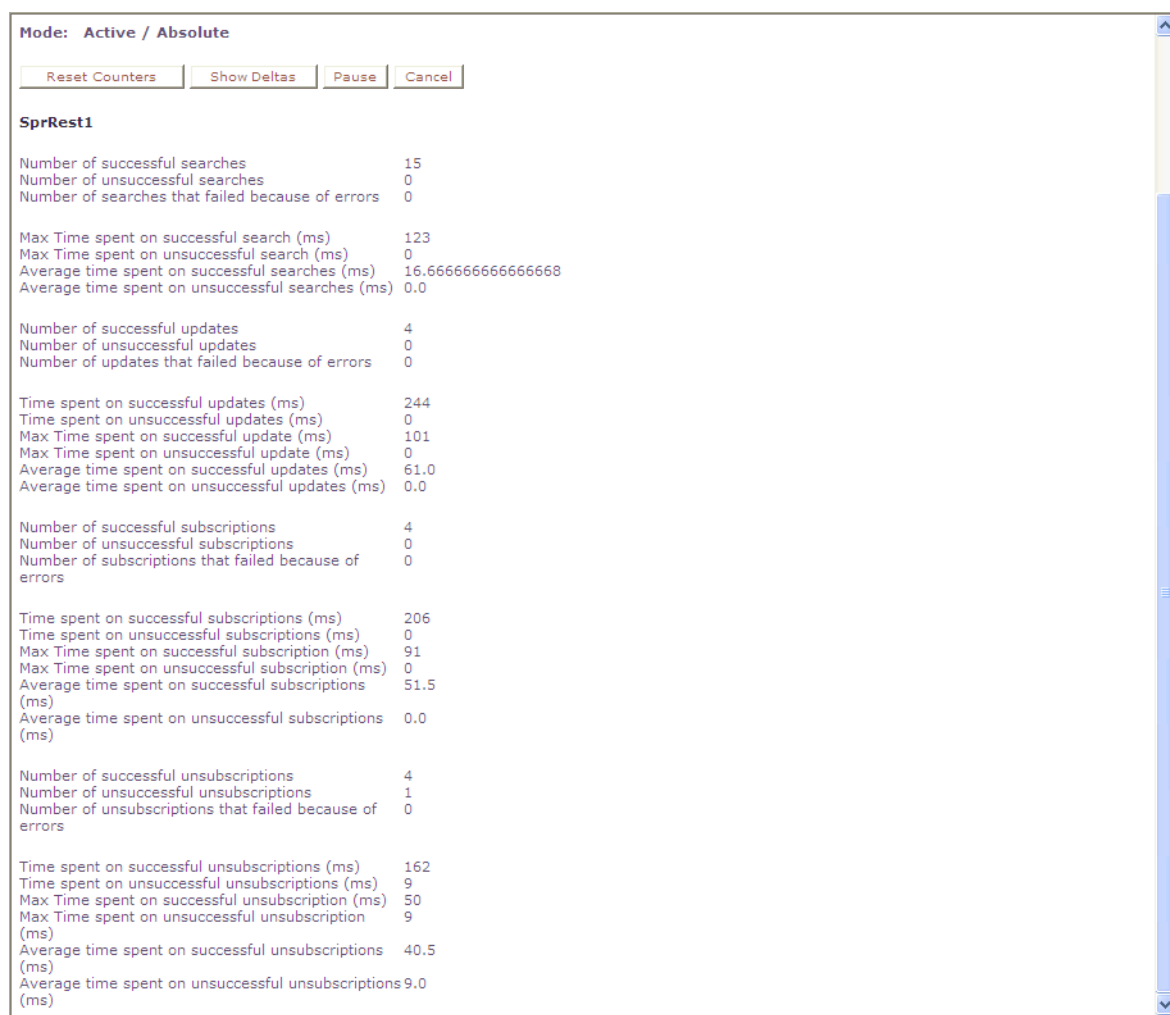 Mode: Active / Absolute
Reset Counters Show Deltas Pause Cancel
SprRest1
Number of successful searches 15
Number of unsuccessful searches 0
Number of searches that failed because of errors 0
Max Time spent on successful search (ms) 123
Max Time spent on unsuccessful search (ms) 0
Average time spent on successful searches (ms) 16.666666666666668
Average time spent on unsuccessful searches (ms) 0.0
Number of successful updates 4
Number of unsuccessful updates 0
Number of updates that failed because of errors 0
Time spent on successful updates (ms) 244
Time spent on unsuccessful updates (ms) 0
Max Time spent on successful update (ms) 101
Max Time spent on unsuccessful update (ms) 0
Average time spent on successful updates (ms) 61.0
Average time spent on unsuccessful updates (ms) 0.0
Number of successful subscriptions 4
Number of unsuccessful subscriptions 0
Number of subscriptions that failed because of 0
errors
Time spent on successful subscriptions (ms) 206
Time spent on unsuccessful subscriptions (ms) 0
Max Time spent on successful subscription (ms) 91
Max Time spent on unsuccessful subscription (ms) 0
Average time spent on successful subscriptions 51.5
(ms)
Average time spent on unsuccessful subscriptions 0.0
(ms)
Number of successful unsubscriptions 4
Number of unsuccessful unsubscriptions 1
Number of unsubscriptions that failed because of 0
errors
Time spent on successful unsubscriptions (ms) 162
Time spent on unsuccessful unsubscriptions (ms) 9
Max Time spent on successful unsubscription (ms) 50
Max Time spent on unsuccessful unsubscription 9
(ms)
Average time spent on successful unsubscriptions 40.5
(ms)
Average time spent on unsuccessful unsubscriptions 9.0
(ms)